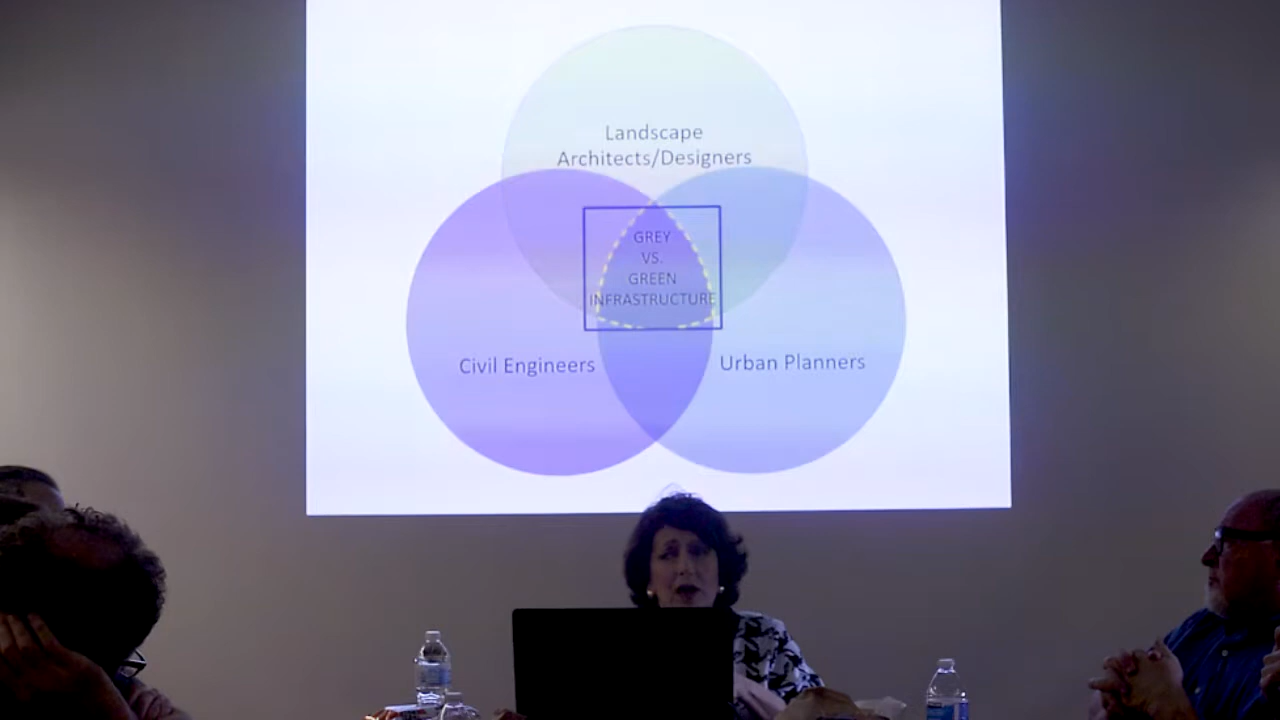 Landscape
Architects/Designers
GREY
VS.
GREEN
INFRASTRUCTURE
Civil Engineers
Urban Planners